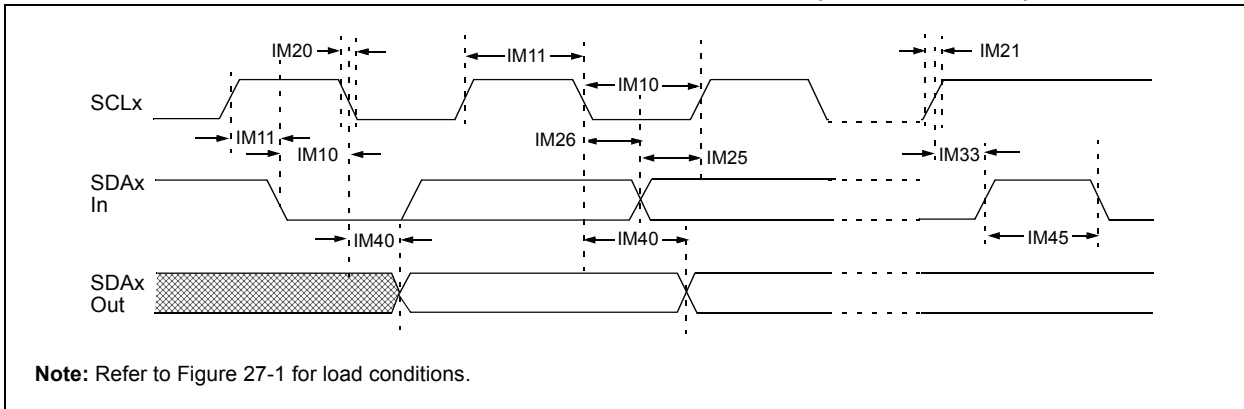 IM20
IM11
IM21
IM10
SCLx
IM11
IM26
IM10
IM25
IM33
SDAx
In
IM40
IM40
IM45
SDAx
Out
Note: Refer to Figure 27-1 for load conditions.